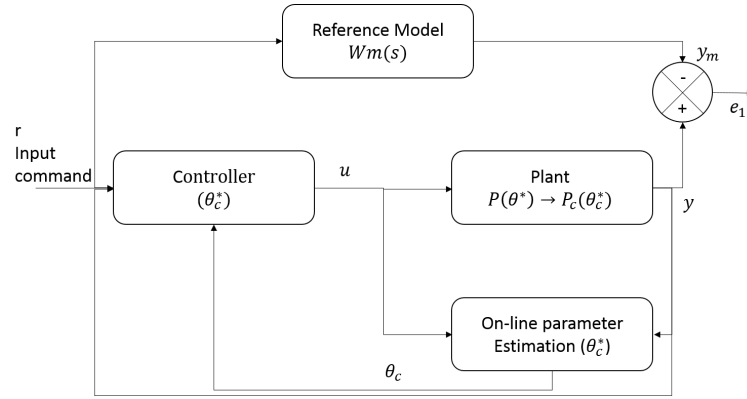 Reference Model
Wm(s)
y_m
-
+
e_1
r
Input
command
Controller
(θ_c^*)
u
Plant
P(θ^*) → P_c(θ_c^*)
y
On-line parameter
Estimation (θ_c^*)
θ_c